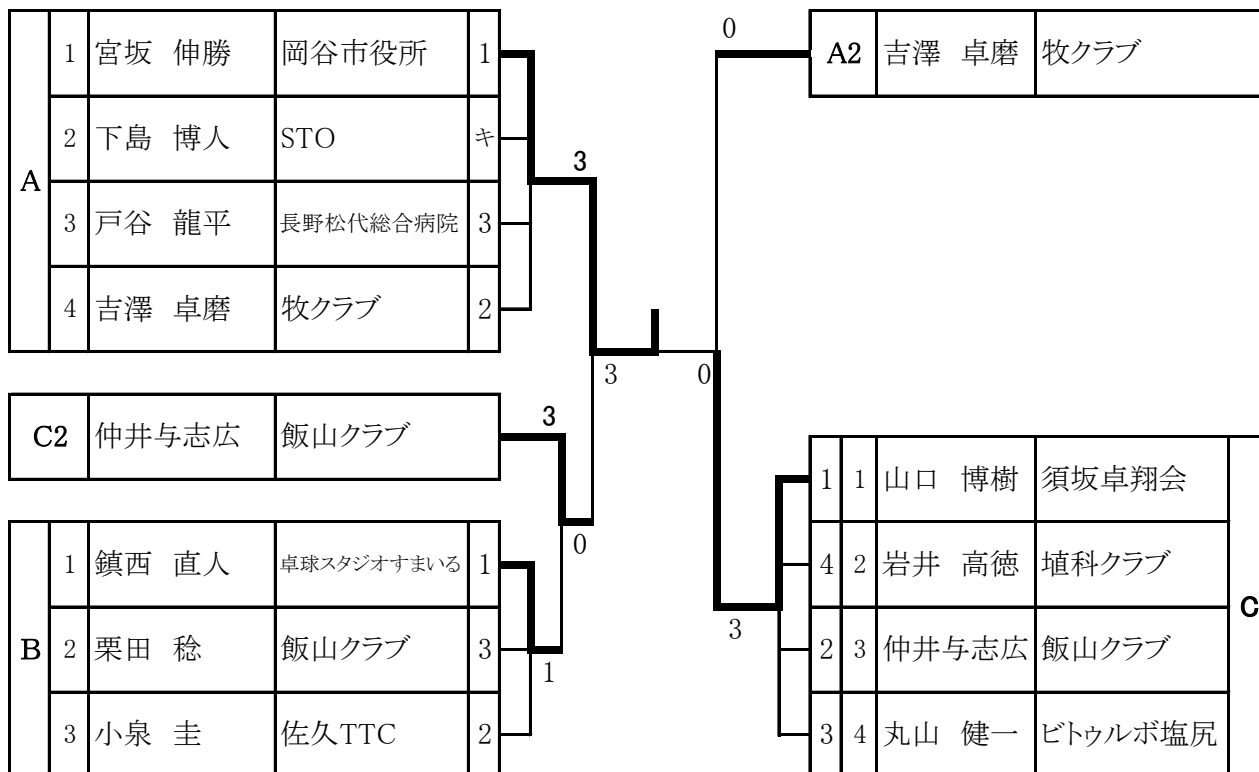 A
1 宮坂 伸勝 岡谷市役所 1
2 下島 博人 STO キ
3 戸谷 龍平 長野松代総合病院 3
4 吉澤 卓磨 牧クラブ 2
3
C2 仲井与志広 飯山クラブ
3
B
1 鎮西 直人 卓球スタジオすまいる 1
2 栗田 稔 飯山クラブ 3
3 小泉 圭 佐久TTC 2
1
0
3
0
0
A2 吉澤 卓磨 牧クラブ
3
1 1 山口 博樹 須坂卓翔会
4 2 岩井 高徳 埴科クラブ
2 3 仲井与志広 飯山クラブ
3 4 丸山 健一 ビトゥルボ塩尻
C